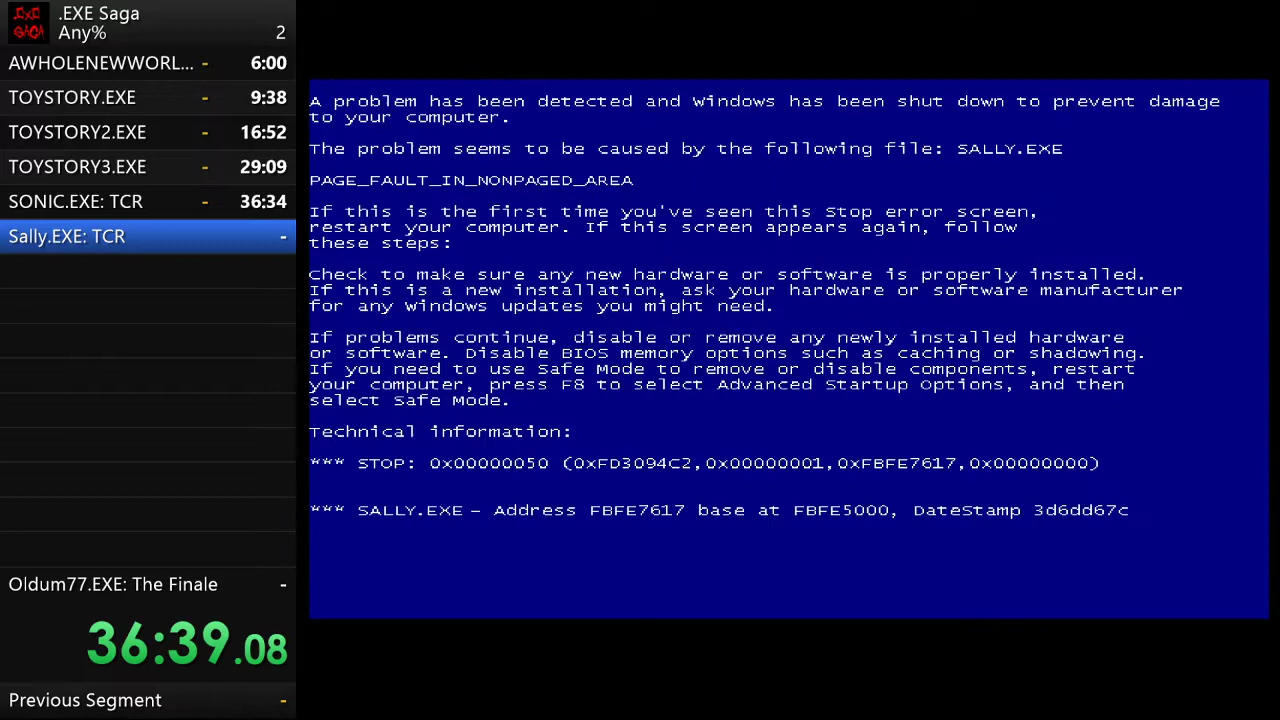 .EXE Saga
Any%
2
AWHOLENEWWORL... - 6:00
TOYSTORY.EXE - 9:38
TOYSTORY2.EXE - 16:52
TOYSTORY3.EXE - 29:09
SONIC.EXE: TCR - 36:34
Sally.EXE: TCR -
Oldum77.EXE: The Finale -
36:39.08
Previous Segment -
A problem has been detected and Windows has been shut down to prevent damage
to your computer.
The problem seems to be caused by the following file: SALLY.EXE
PAGE_FAULT_IN_NONPAGED_AREA
If this is the first time you've seen this Stop error screen,
restart your computer. If this screen appears again, follow
these steps:
Check to make sure any new hardware or software is properly installed.
If this is a new installation, ask your hardware or software manufacturer
for any Windows updates you might need.
If problems continue, disable or remove any newly installed hardware
or software. Disable BIOS memory options such as caching or shadowing.
If you need to use Safe Mode to remove or disable components, restart
your computer, press F8 to select Advanced Startup Options, and then
select Safe Mode.
Technical information:
*** STOP: 0x00000050 (0xFD3094C2,0x00000001,0xFBFE7617,0x00000000)
*** SALLY.EXE - Address FBFE7617 base at FBFE5000, DateStamp 3d6dd67c